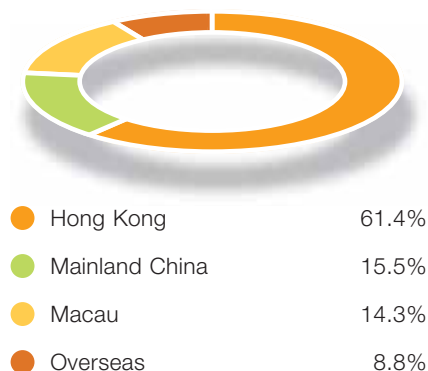 Hong Kong 61.4%
Mainland China 15.5%
Macau 14.3%
Overseas 8.8%